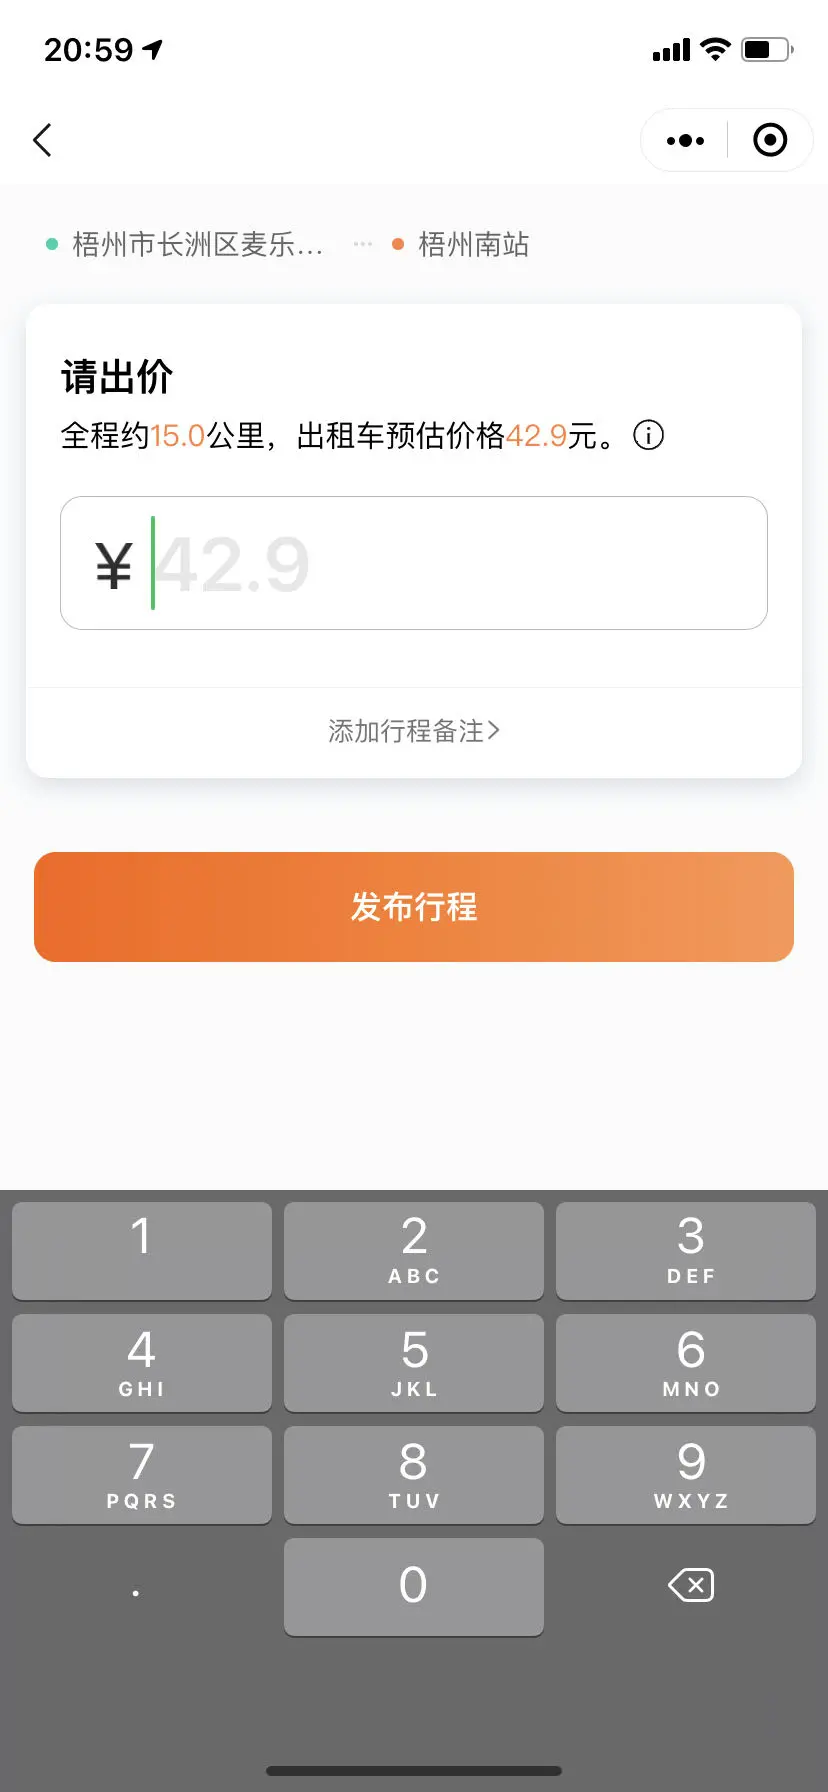 20:59
梧州市长洲区麦乐... ··· 梧州南站
请出价
全程约15.0公里，出租车预估价格42.9元。
¥ 42.9
添加行程备注>
发布行程
1
2
ABC
3
DEF
4
GHI
5
JKL
6
MNO
7
PQRS
8
TUV
9
WXYZ
.
0